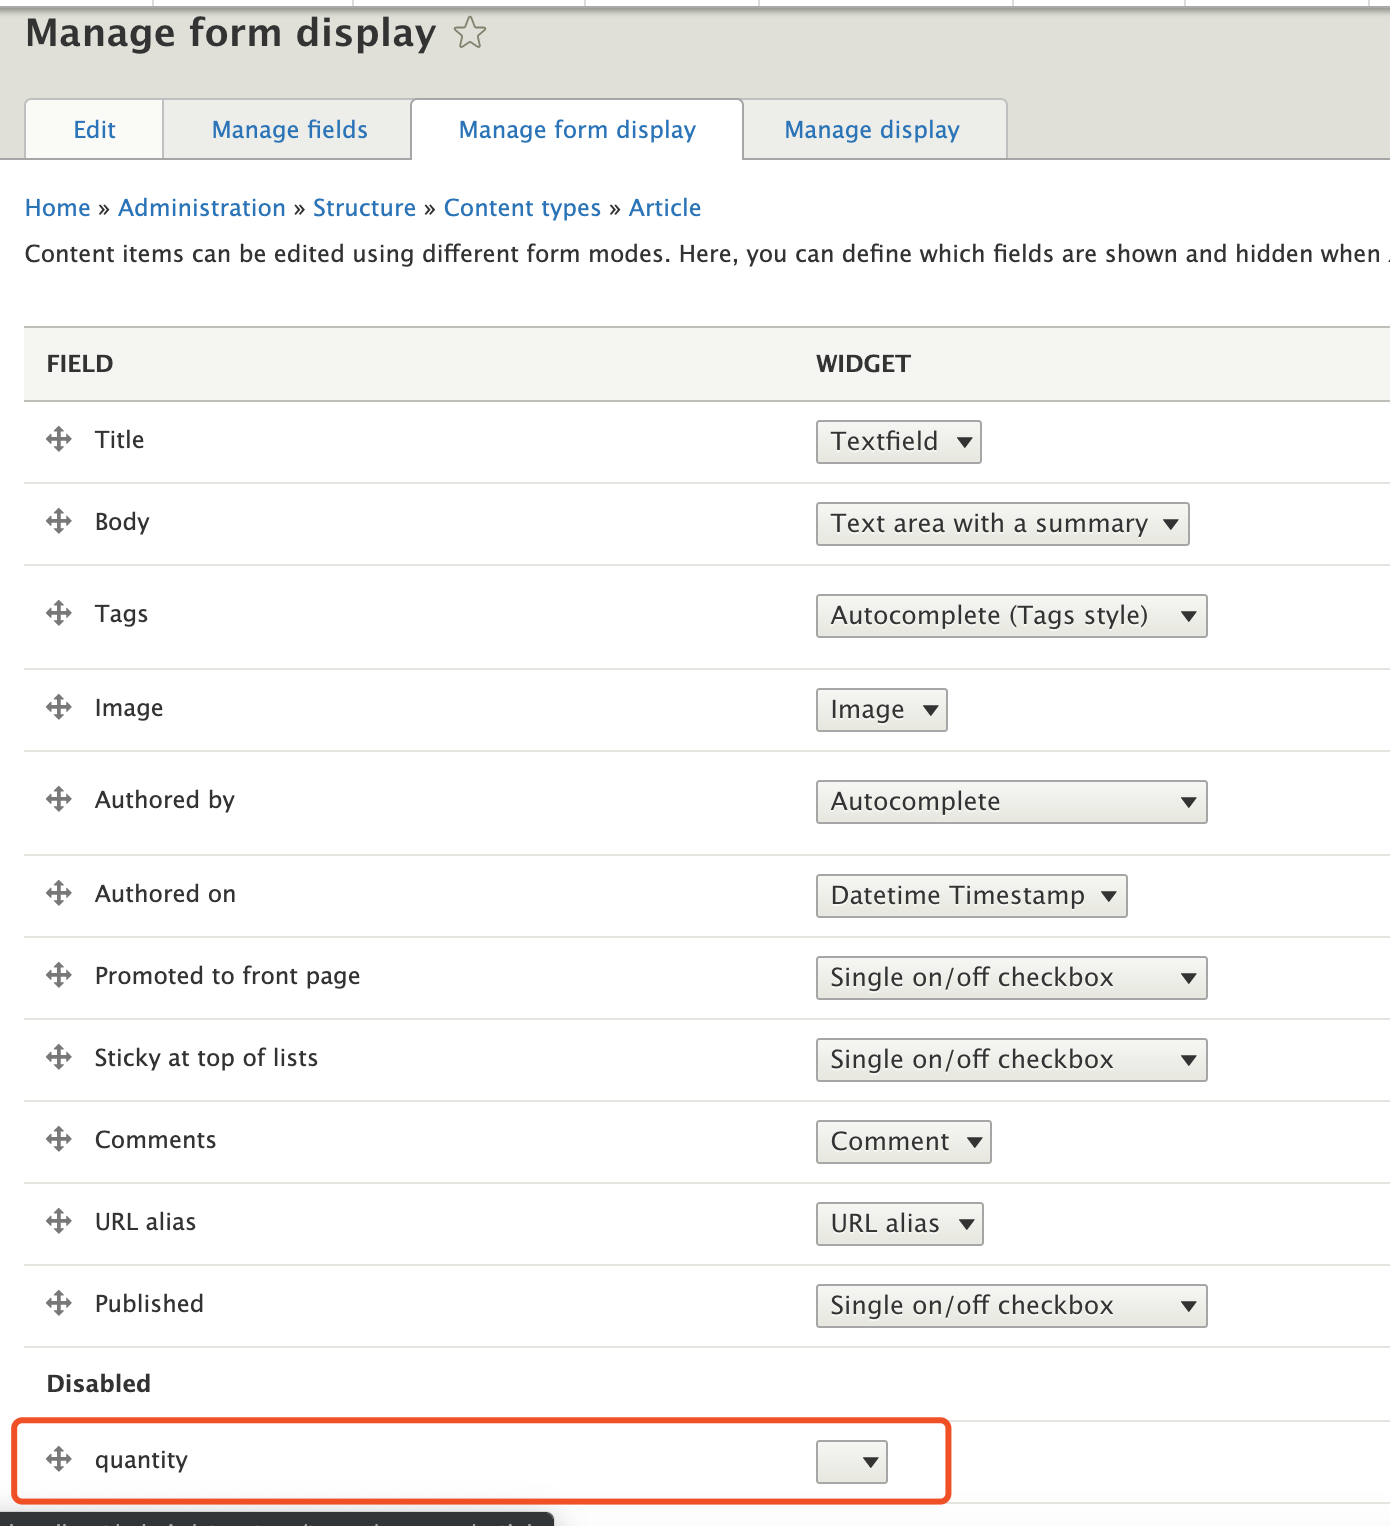 Manage form display
Edit Manage fields Manage form display Manage display
Home » Administration » Structure » Content types » Article
Content items can be edited using different form modes. Here, you can define which fields are shown and hidden when
FIELD WIDGET
Title Textfield
Body Text area with a summary
Tags Autocomplete (Tags style)
Image Image
Authored by Autocomplete
Authored on Datetime Timestamp
Promoted to front page Single on/off checkbox
Sticky at top of lists Single on/off checkbox
Comments Comment
URL alias URL alias
Published Single on/off checkbox
Disabled
quantity